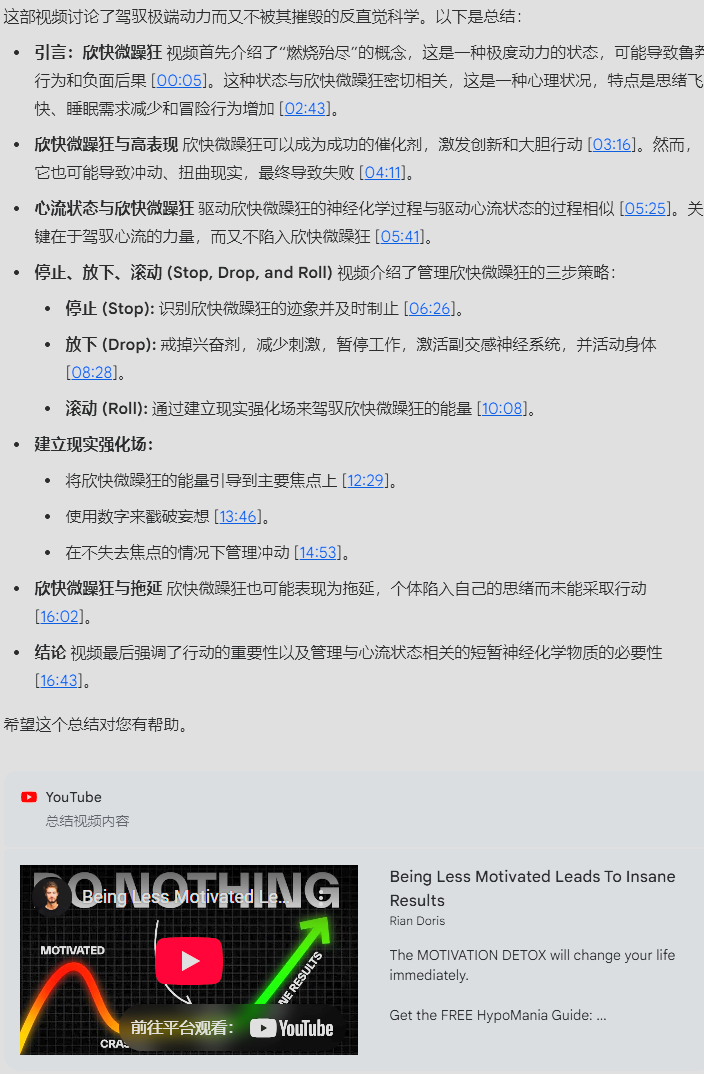 这部视频讨论了驾驭极端动力而又不被其摧毁的反直觉科学。以下是总结：
• 引言：欣快微躁狂 视频首先介绍了“燃烧殆尽”的概念，这是一种极度动力的状态，可能导致鲁莽
行为和负面后果 [00:05]。这种状态与欣快微躁狂密切相关，这是一种心理状况，特点是思绪飞
快、睡眠需求减少和冒险行为增加 [02:43]。
• 欣快微躁狂与高表现 欣快微躁狂可以成为成功的催化剂，激发创新和大胆行动 [03:16]。然而，
它也可能导致冲动、扭曲现实，最终导致失败 [04:11]。
• 心流状态与欣快微躁狂 驱动欣快微躁狂的神经化学过程与驱动心流状态的过程相似 [05:25]。关
键在于驾驭心流的力量，而又不陷入欣快微躁狂 [05:41]。
• 停止、放下、滚动 (Stop, Drop, and Roll) 视频介绍了管理欣快微躁狂的三步策略：
• 停止 (Stop): 识别欣快微躁狂的迹象并及时制止 [06:26]。
• 放下 (Drop): 戒掉兴奋剂，减少刺激，暂停工作，激活副交感神经系统，并活动身体
[08:28]。
• 滚动 (Roll): 通过建立现实强化场来驾驭欣快微躁狂的能量 [10:08]。
• 建立现实强化场：
• 将欣快微躁狂的能量引导到主要焦点上 [12:29]。
• 使用数字来戳破妄想 [13:46]。
• 在不失去焦点的情况下管理冲动 [14:53]。
• 欣快微躁狂与拖延 欣快微躁狂也可能表现为拖延，个体陷入自己的思绪而未能采取行动
[16:02]。
• 结论 视频最后强调了行动的重要性以及管理与心流状态相关的短暂神经化学物质的必要性
[16:43]。
希望这个总结对您有帮助。
YouTube
总结视频内容
DO NOTHING
Being Less Motivated Le...
MOTIVATED
CRAS
NE RESULTS
前往平台观看： YouTube
Being Less Motivated Leads To Insane
Results
Rian Doris
The MOTIVATION DETOX will change your life
immediately.
Get the FREE HypoMania Guide: ...